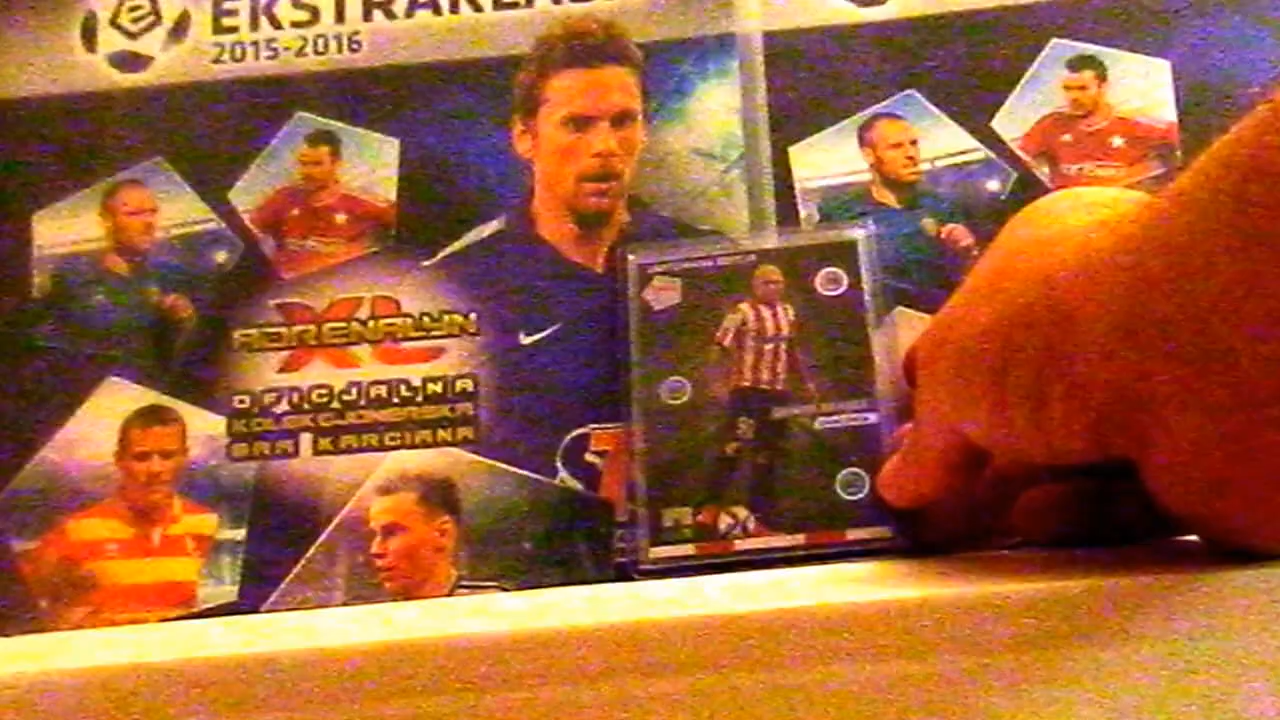 EKSTRAKLASA
2015-2016
XL
ADRENALYN
OFICJALNA
KOLEKCJONERSKA
GRA KARCIANA